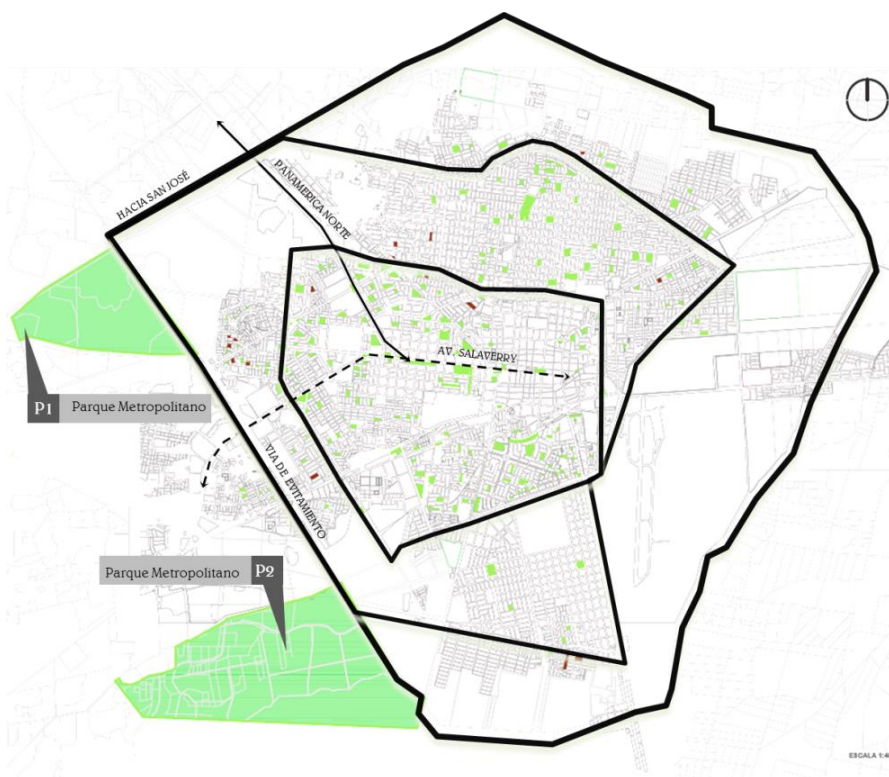 HACIA SAN JOSÉ
PANAMERICA NORTE
AV. SALAVERRY
P1 Parque Metropolitano
VIA DE EVITAMIENTO
Parque Metropolitano P2